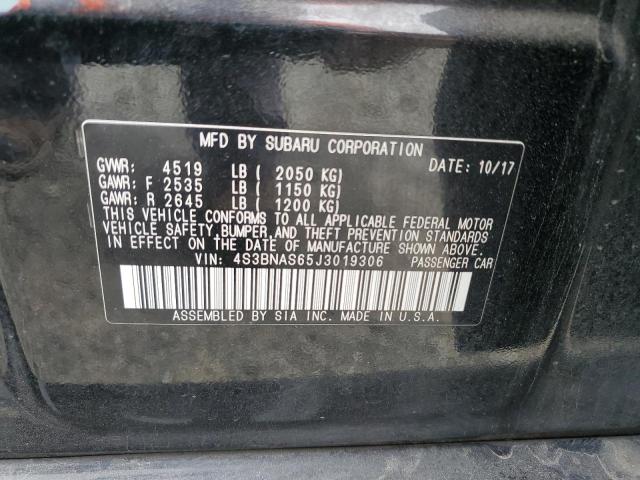 MFD BY SUBARU CORPORATION
GVWR: 4519 LB ( 2050 KG) DATE: 10/17
GAWR: F 2535 LB ( 1150 KG)
GAWR: R 2645 LB ( 1200 KG)
THIS VEHICLE CONFORMS TO ALL APPLICABLE FEDERAL MOTOR
VEHICLE SAFETY, BUMPER, AND THEFT PREVENTION STANDARDS
IN EFFECT ON THE DATE OF MANUFACTURE SHOWN ABOVE.
VIN: 4S3BNAS65J3019306 PASSENGER CAR
ASSEMBLED BY SIA INC. MADE IN U.S.A.